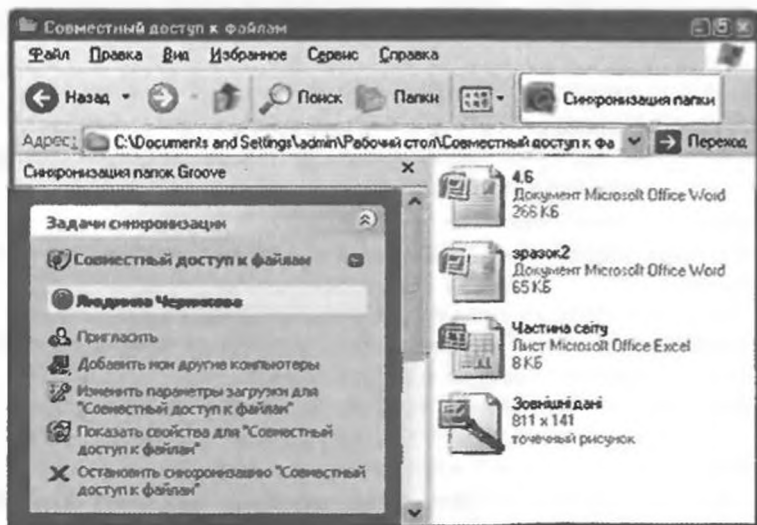 Совместный доступ к файлам
Файл Правка Вид Избранное Сервис Справка
Назад Поиск Папки Синхронизация папки
Адрес: C:\Documents and Settings\admin\Рабочий стол\Совместный доступ к фа Переход
Синхронизация папок Groove
Задачи синхронизации
Совместный доступ к файлам
Людмила
Пригласить
Добавить мои другие компьютеры
Изменить параметры загрузки для
"Совместный доступ к файлам"
Показать свойства для "Совместный
доступ к файлам"
Остановить синхронизацию "Совместный
доступ к файлам"
4.6
Документ Microsoft Office Word
266 КБ
зразок2
Документ Microsoft Office Word
65 КБ
Частина світу
Лист Microsoft Office Excel
8 КБ
Зовнішні дані
811 x 141
точечный рисунок